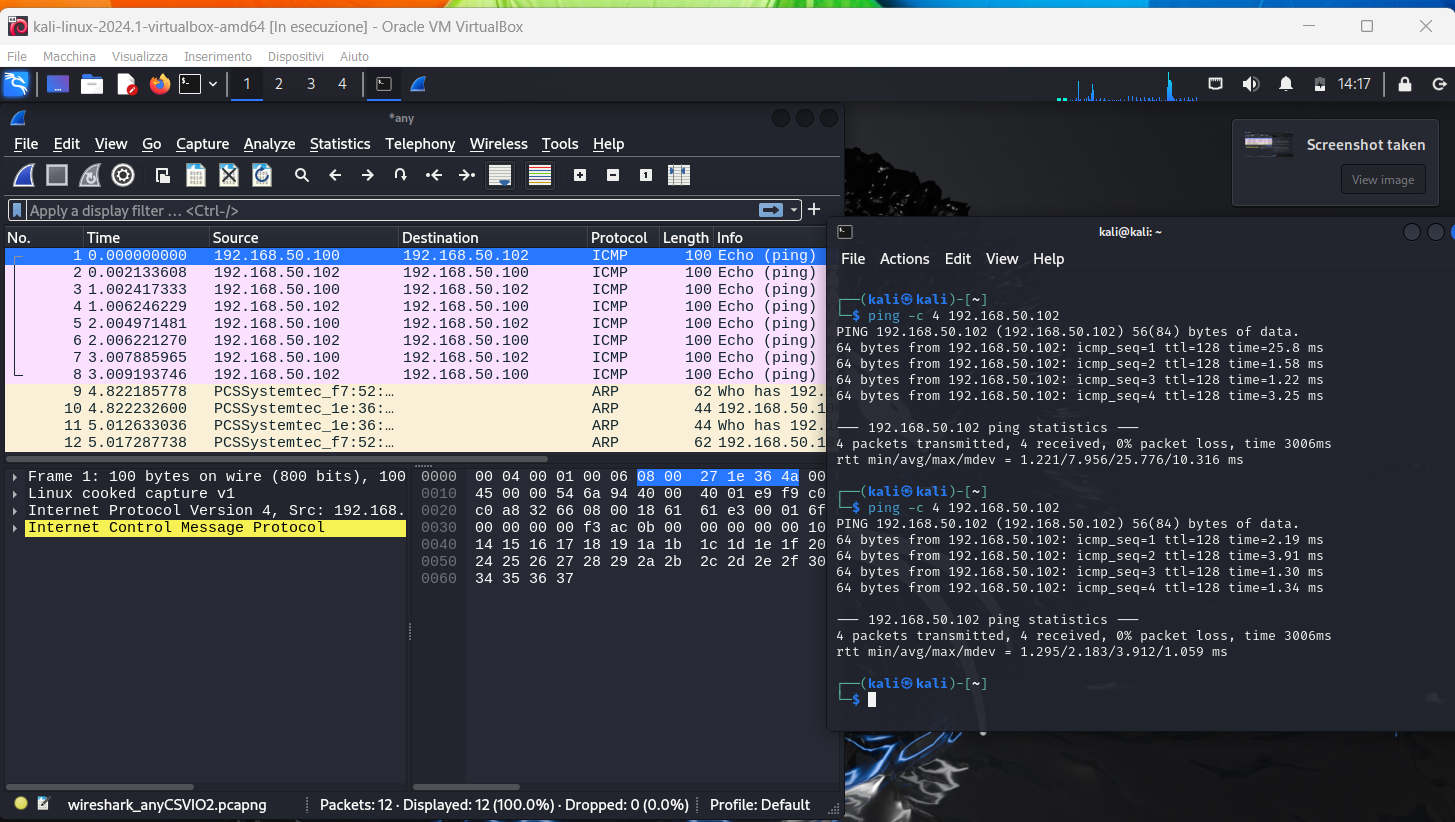 kali-linux-2024.1-virtualbox-amd64 [In esecuzione] - Oracle VM VirtualBox
File Macchina Visualizza Inserimento Dispositivi Aiuto
1 2 3 4 14:17
*any
File Edit View Go Capture Analyze Statistics Telephony Wireless Tools Help
Apply a display filter … <Ctrl-/>
No. Time Source Destination Protocol Length Info
1 0.000000000 192.168.50.100 192.168.50.102 ICMP 100 Echo (ping)
2 0.002133608 192.168.50.102 192.168.50.100 ICMP 100 Echo (ping)
3 1.002417333 192.168.50.100 192.168.50.102 ICMP 100 Echo (ping)
4 1.006246229 192.168.50.102 192.168.50.100 ICMP 100 Echo (ping)
5 2.004971481 192.168.50.100 192.168.50.102 ICMP 100 Echo (ping)
6 2.006221270 192.168.50.102 192.168.50.100 ICMP 100 Echo (ping)
7 3.007885965 192.168.50.100 192.168.50.102 ICMP 100 Echo (ping)
8 3.009193746 192.168.50.102 192.168.50.100 ICMP 100 Echo (ping)
9 4.822185778 PCSSystemtec_f7:52:… ARP 62 Who has 192.
10 4.822232600 PCSSystemtec_1e:36:… ARP 44 192.168.50.10
11 5.012633036 PCSSystemtec_1e:36:… ARP 44 Who has 192.
12 5.017287738 PCSSystemtec_f7:52:… ARP 62 192.168.50.1
Frame 1: 100 bytes on wire (800 bits), 100
Linux cooked capture v1
Internet Protocol Version 4, Src: 192.168.
Internet Control Message Protocol
0000 00 04 00 01 00 06 08 00 27 1e 36 4a 00
0010 45 00 00 54 6a 94 40 00 40 01 e9 f9 c0
0020 c0 a8 32 66 08 00 18 61 61 e3 00 01 6f
0030 00 00 00 00 f3 ac 0b 00 00 00 00 00 10
0040 14 15 16 17 18 19 1a 1b 1c 1d 1e 1f 20
0050 24 25 26 27 28 29 2a 2b 2c 2d 2e 2f 30
0060 34 35 36 37
wireshark_anyCSVIO2.pcapng Packets: 12 · Displayed: 12 (100.0%) · Dropped: 0 (0.0%) Profile: Default
Screenshot taken
View image
kali@kali: ~
File Actions Edit View Help
┌──(kali㉿kali)-[~]
└─$ ping -c 4 192.168.50.102
PING 192.168.50.102 (192.168.50.102) 56(84) bytes of data.
64 bytes from 192.168.50.102: icmp_seq=1 ttl=128 time=25.8 ms
64 bytes from 192.168.50.102: icmp_seq=2 ttl=128 time=1.58 ms
64 bytes from 192.168.50.102: icmp_seq=3 ttl=128 time=1.22 ms
64 bytes from 192.168.50.102: icmp_seq=4 ttl=128 time=3.25 ms
--- 192.168.50.102 ping statistics ---
4 packets transmitted, 4 received, 0% packet loss, time 3006ms
rtt min/avg/max/mdev = 1.221/7.956/25.776/10.316 ms
┌──(kali㉿kali)-[~]
└─$ ping -c 4 192.168.50.102
PING 192.168.50.102 (192.168.50.102) 56(84) bytes of data.
64 bytes from 192.168.50.102: icmp_seq=1 ttl=128 time=2.19 ms
64 bytes from 192.168.50.102: icmp_seq=2 ttl=128 time=3.91 ms
64 bytes from 192.168.50.102: icmp_seq=3 ttl=128 time=1.30 ms
64 bytes from 192.168.50.102: icmp_seq=4 ttl=128 time=1.34 ms
--- 192.168.50.102 ping statistics ---
4 packets transmitted, 4 received, 0% packet loss, time 3006ms
rtt min/avg/max/mdev = 1.295/2.183/3.912/1.059 ms
┌──(kali㉿kali)-[~]
└─$